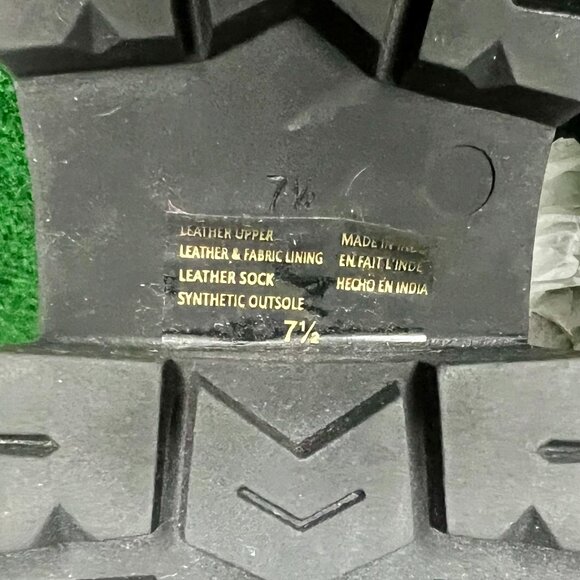 7½
LEATHER UPPER
LEATHER & FABRIC LINING
LEATHER SOCK
SYNTHETIC OUTSOLE
MADE IN INDIA
EN FAIT L'INDE
HECHO EN INDIA
7½